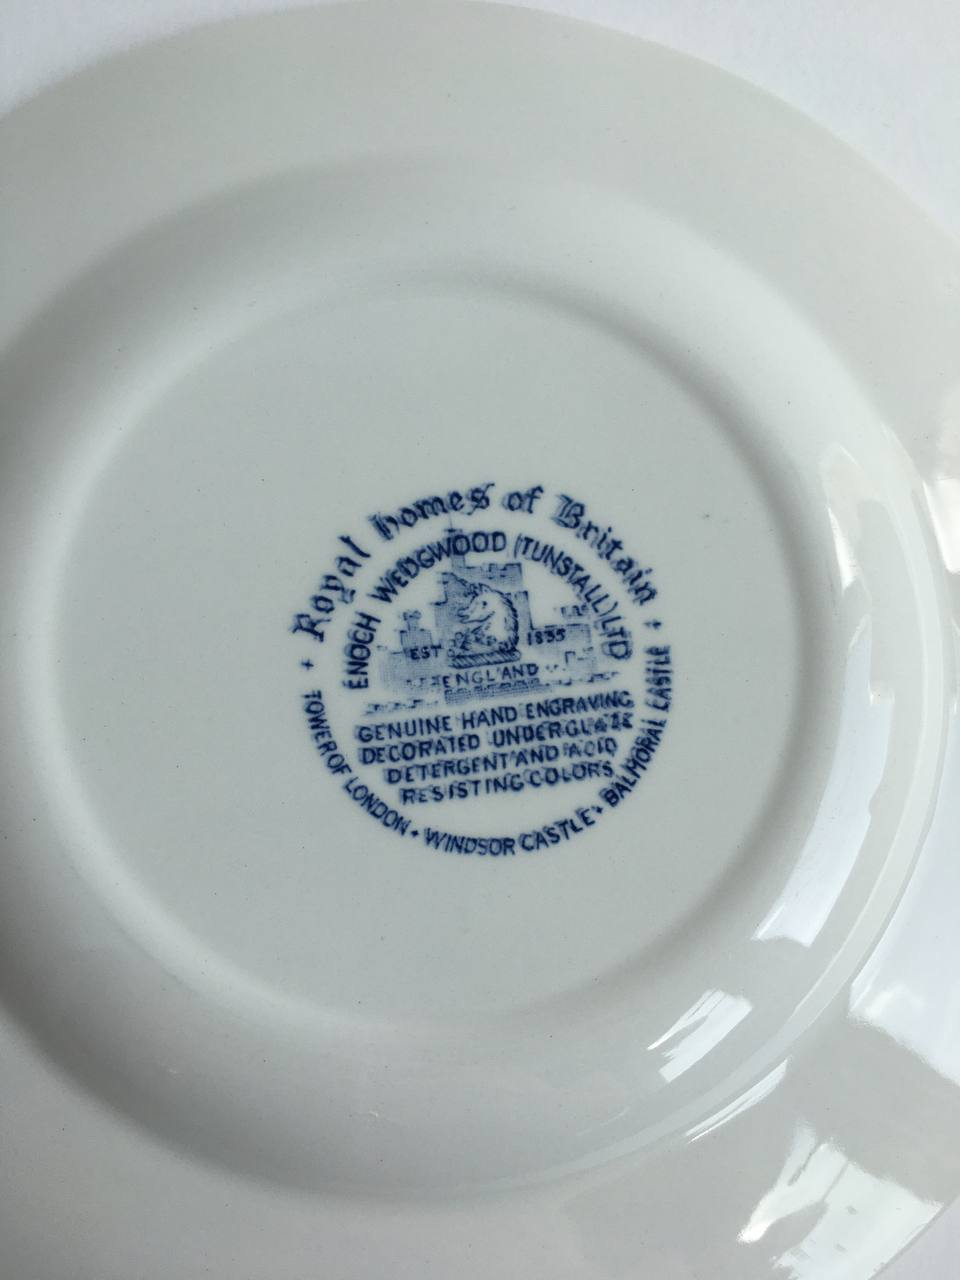 Royal homes of Britain
ENOCH WEDGWOOD (TUNSTALL) LTD
EST 1835
ENGLAND
GENUINE HAND ENGRAVING
DECORATED UNDERGLAZE
DETERGENT AND ACID
RESISTING COLORS
TOWER OF LONDON + WINDSOR CASTLE + BALMORAL CASTLE